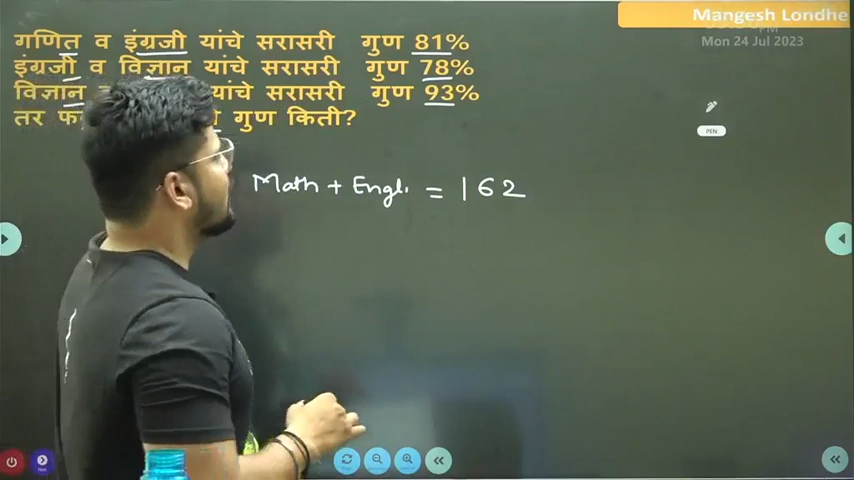 Mangesh Londhe
Mon 24 Jul 2023
गणित व इंग्रजी यांचे सरासरी गुण 81%
इंग्रजी व विज्ञान यांचे सरासरी गुण 78%
विज्ञान यांचे सरासरी गुण 93%
तर गुण किती?
PEN
Math + Engl. = 162